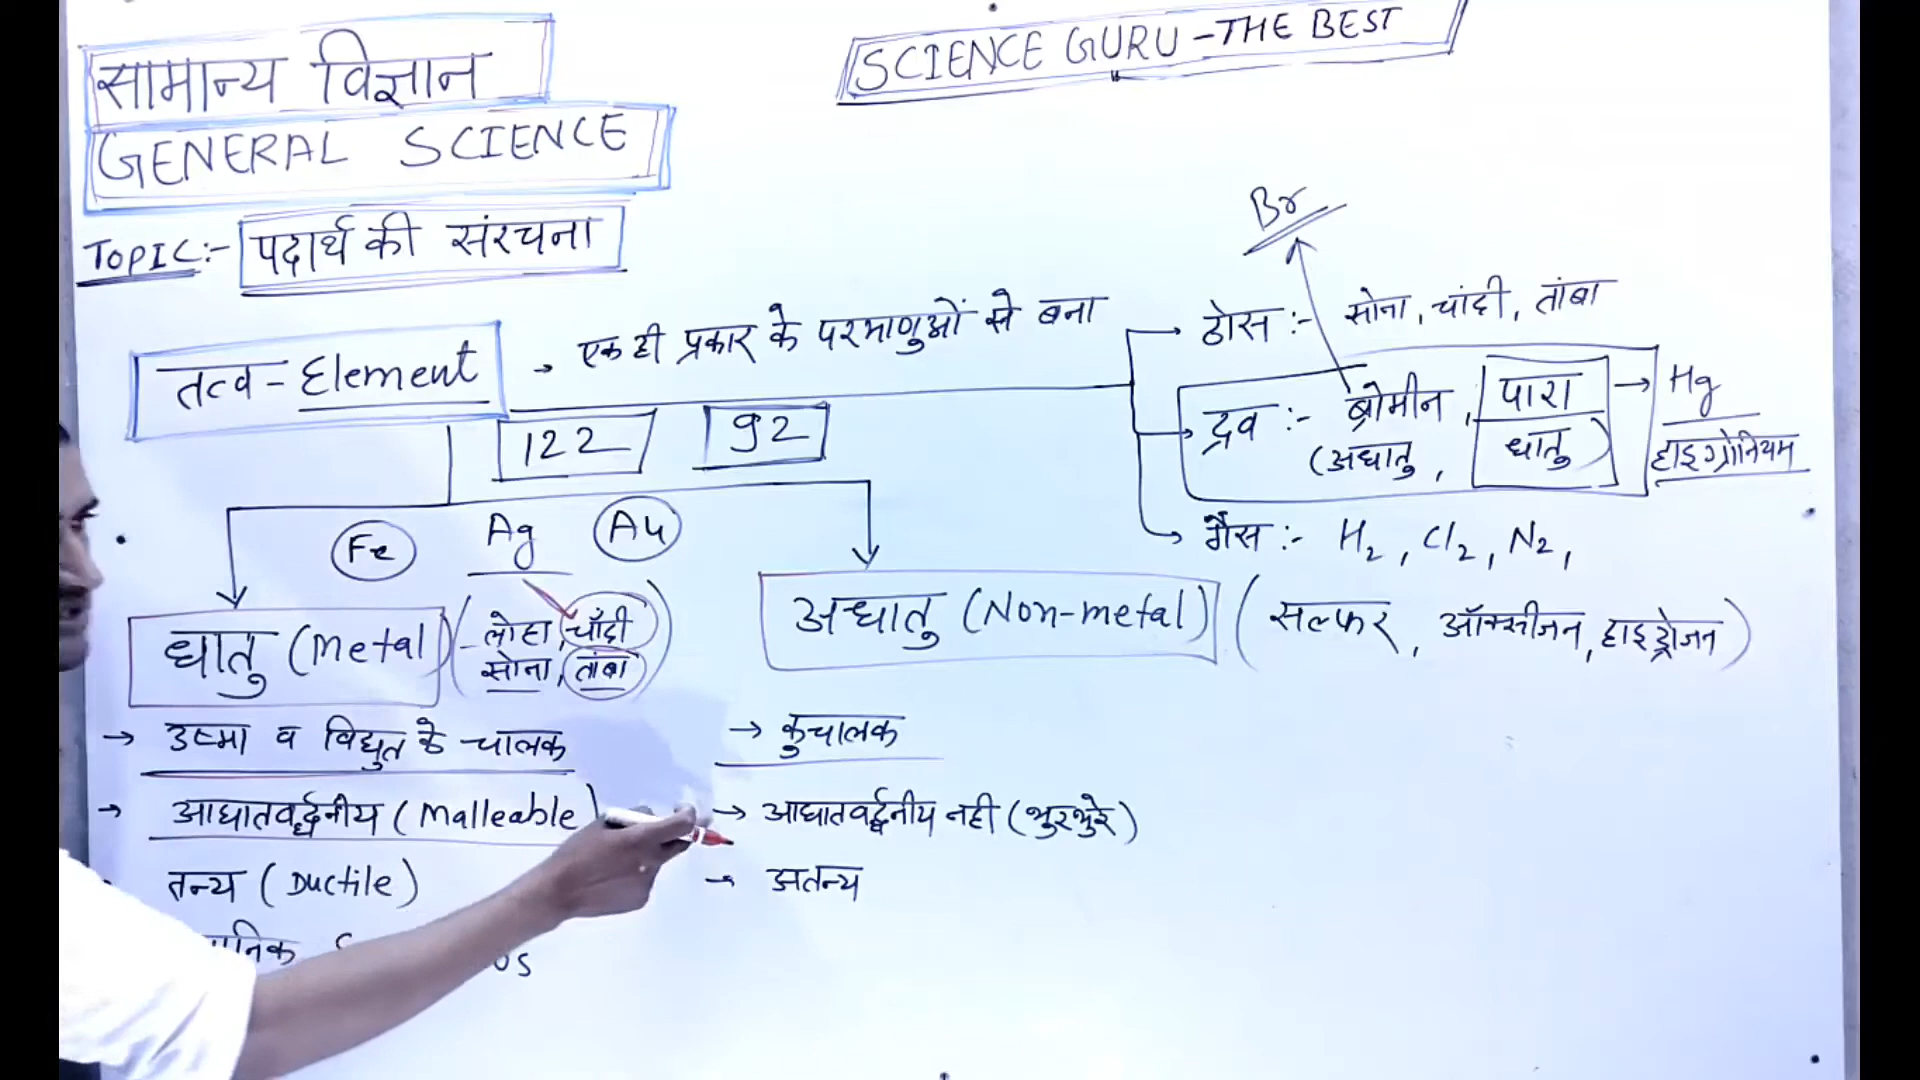 सामान्य विज्ञान
GENERAL SCIENCE
SCIENCE GURU - THE BEST
TOPIC:- पदार्थ की संरचना
तत्व - Element
→ एक ही प्रकार के परमाणुओं से बना
122
92
Br
→ ठोस :- सोना, चांदी, तांबा
→ द्रव :- ब्रोमीन, पारा → Hg
(अधातु, धातु) हाइग्रोनियम
→ गैस :- H2, Cl2, N2,
Fe Ag Au
धातु (Metal) (लोहा, चाँदी
सोना, तांबा)
अधातु (Non-metal) (सल्फर, ऑक्सीजन, हाइड्रोजन)
→ उष्मा व विद्युत के चालक
→ आघातवर्द्धनीय (Malleable)
तन्य (Ductile)
→ कुचालक
→ आघातवर्द्धनीय नही (भुरभुरे)
→ अतन्य